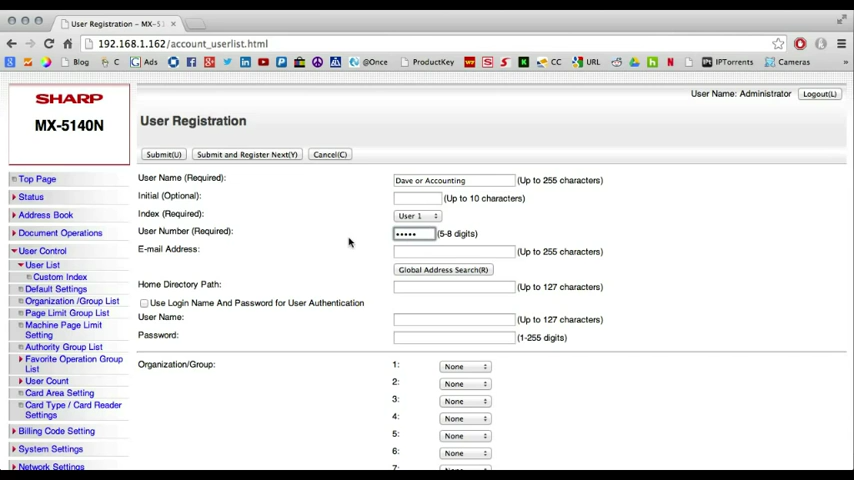 User Registration – MX-51
192.168.1.162/account_userlist.html
Blog C Ads @Once ProductKey CC URL IPTorrents Cameras
SHARP
MX-5140N
User Name: Administrator Logout(L)
User Registration
Submit(U) Submit and Register Next(Y) Cancel(C)
Top Page
Status
Address Book
Document Operations
User Control
User List
Custom Index
Default Settings
Organization /Group List
Page Limit Group List
Machine Page Limit
Setting
Authority Group List
Favorite Operation Group
List
User Count
Card Area Setting
Card Type / Card Reader
Settings
Billing Code Setting
System Settings
Network Settings
User Name (Required): Dave or Accounting (Up to 255 characters)
Initial (Optional): (Up to 10 characters)
Index (Required): User 1
User Number (Required): ••••• (5-8 digits)
E-mail Address: (Up to 255 characters)
Global Address Search(R)
Home Directory Path: (Up to 127 characters)
Use Login Name And Password for User Authentication
User Name: (Up to 127 characters)
Password: (1-255 digits)
Organization/Group: 1: None
2: None
3: None
4: None
5: None
6: None
7: